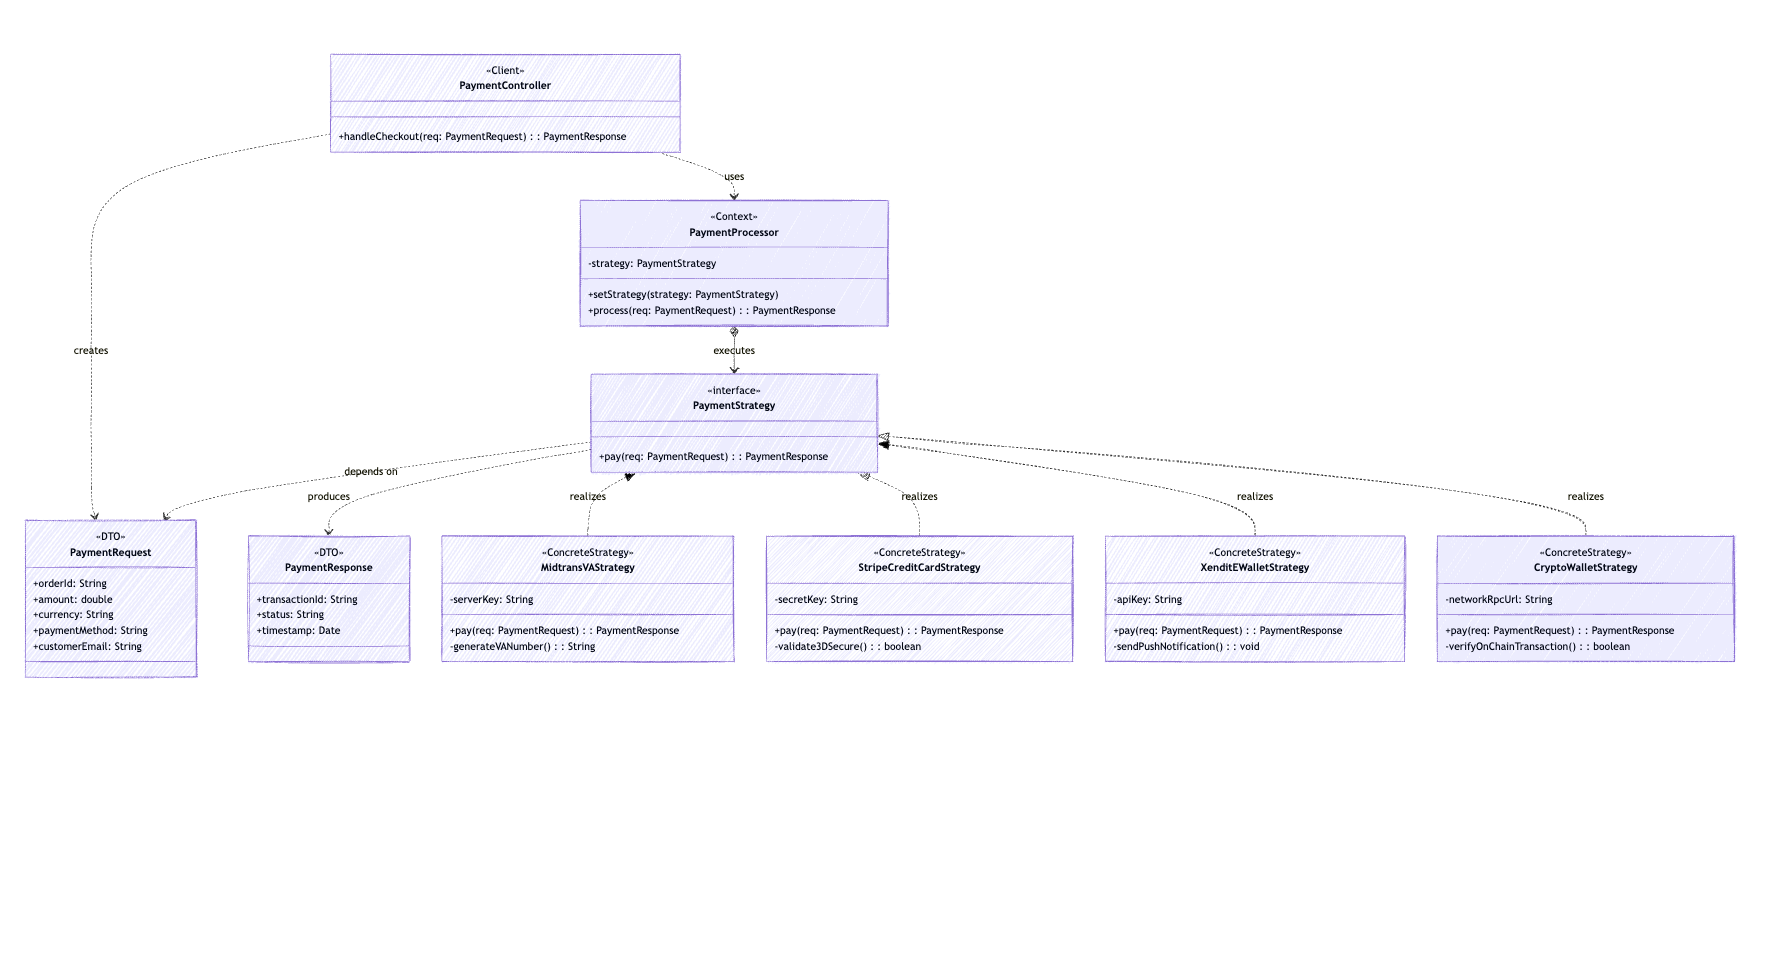 «Client»
PaymentController
+handleCheckout(req: PaymentRequest) : : PaymentResponse
uses
«Context»
PaymentProcessor
-strategy: PaymentStrategy
+setStrategy(strategy: PaymentStrategy)
+process(req: PaymentRequest) : : PaymentResponse
creates
executes
«interface»
PaymentStrategy
+pay(req: PaymentRequest) : : PaymentResponse
depends on
produces
realizes
realizes
realizes
realizes
«DTO»
PaymentRequest
+orderId: String
+amount: double
+currency: String
+paymentMethod: String
+customerEmail: String
«DTO»
PaymentResponse
+transactionId: String
+status: String
+timestamp: Date
«ConcreteStrategy»
MidtransVAStrategy
-serverKey: String
+pay(req: PaymentRequest) : : PaymentResponse
-generateVANumber() : : String
«ConcreteStrategy»
StripeCreditCardStrategy
-secretKey: String
+pay(req: PaymentRequest) : : PaymentResponse
-validate3DSecure() : : boolean
«ConcreteStrategy»
XenditEWalletStrategy
-apiKey: String
+pay(req: PaymentRequest) : : PaymentResponse
-sendPushNotification() : : void
«ConcreteStrategy»
CryptoWalletStrategy
-networkRpcUrl: String
+pay(req: PaymentRequest) : : PaymentResponse
-verifyOnChainTransaction() : : boolean